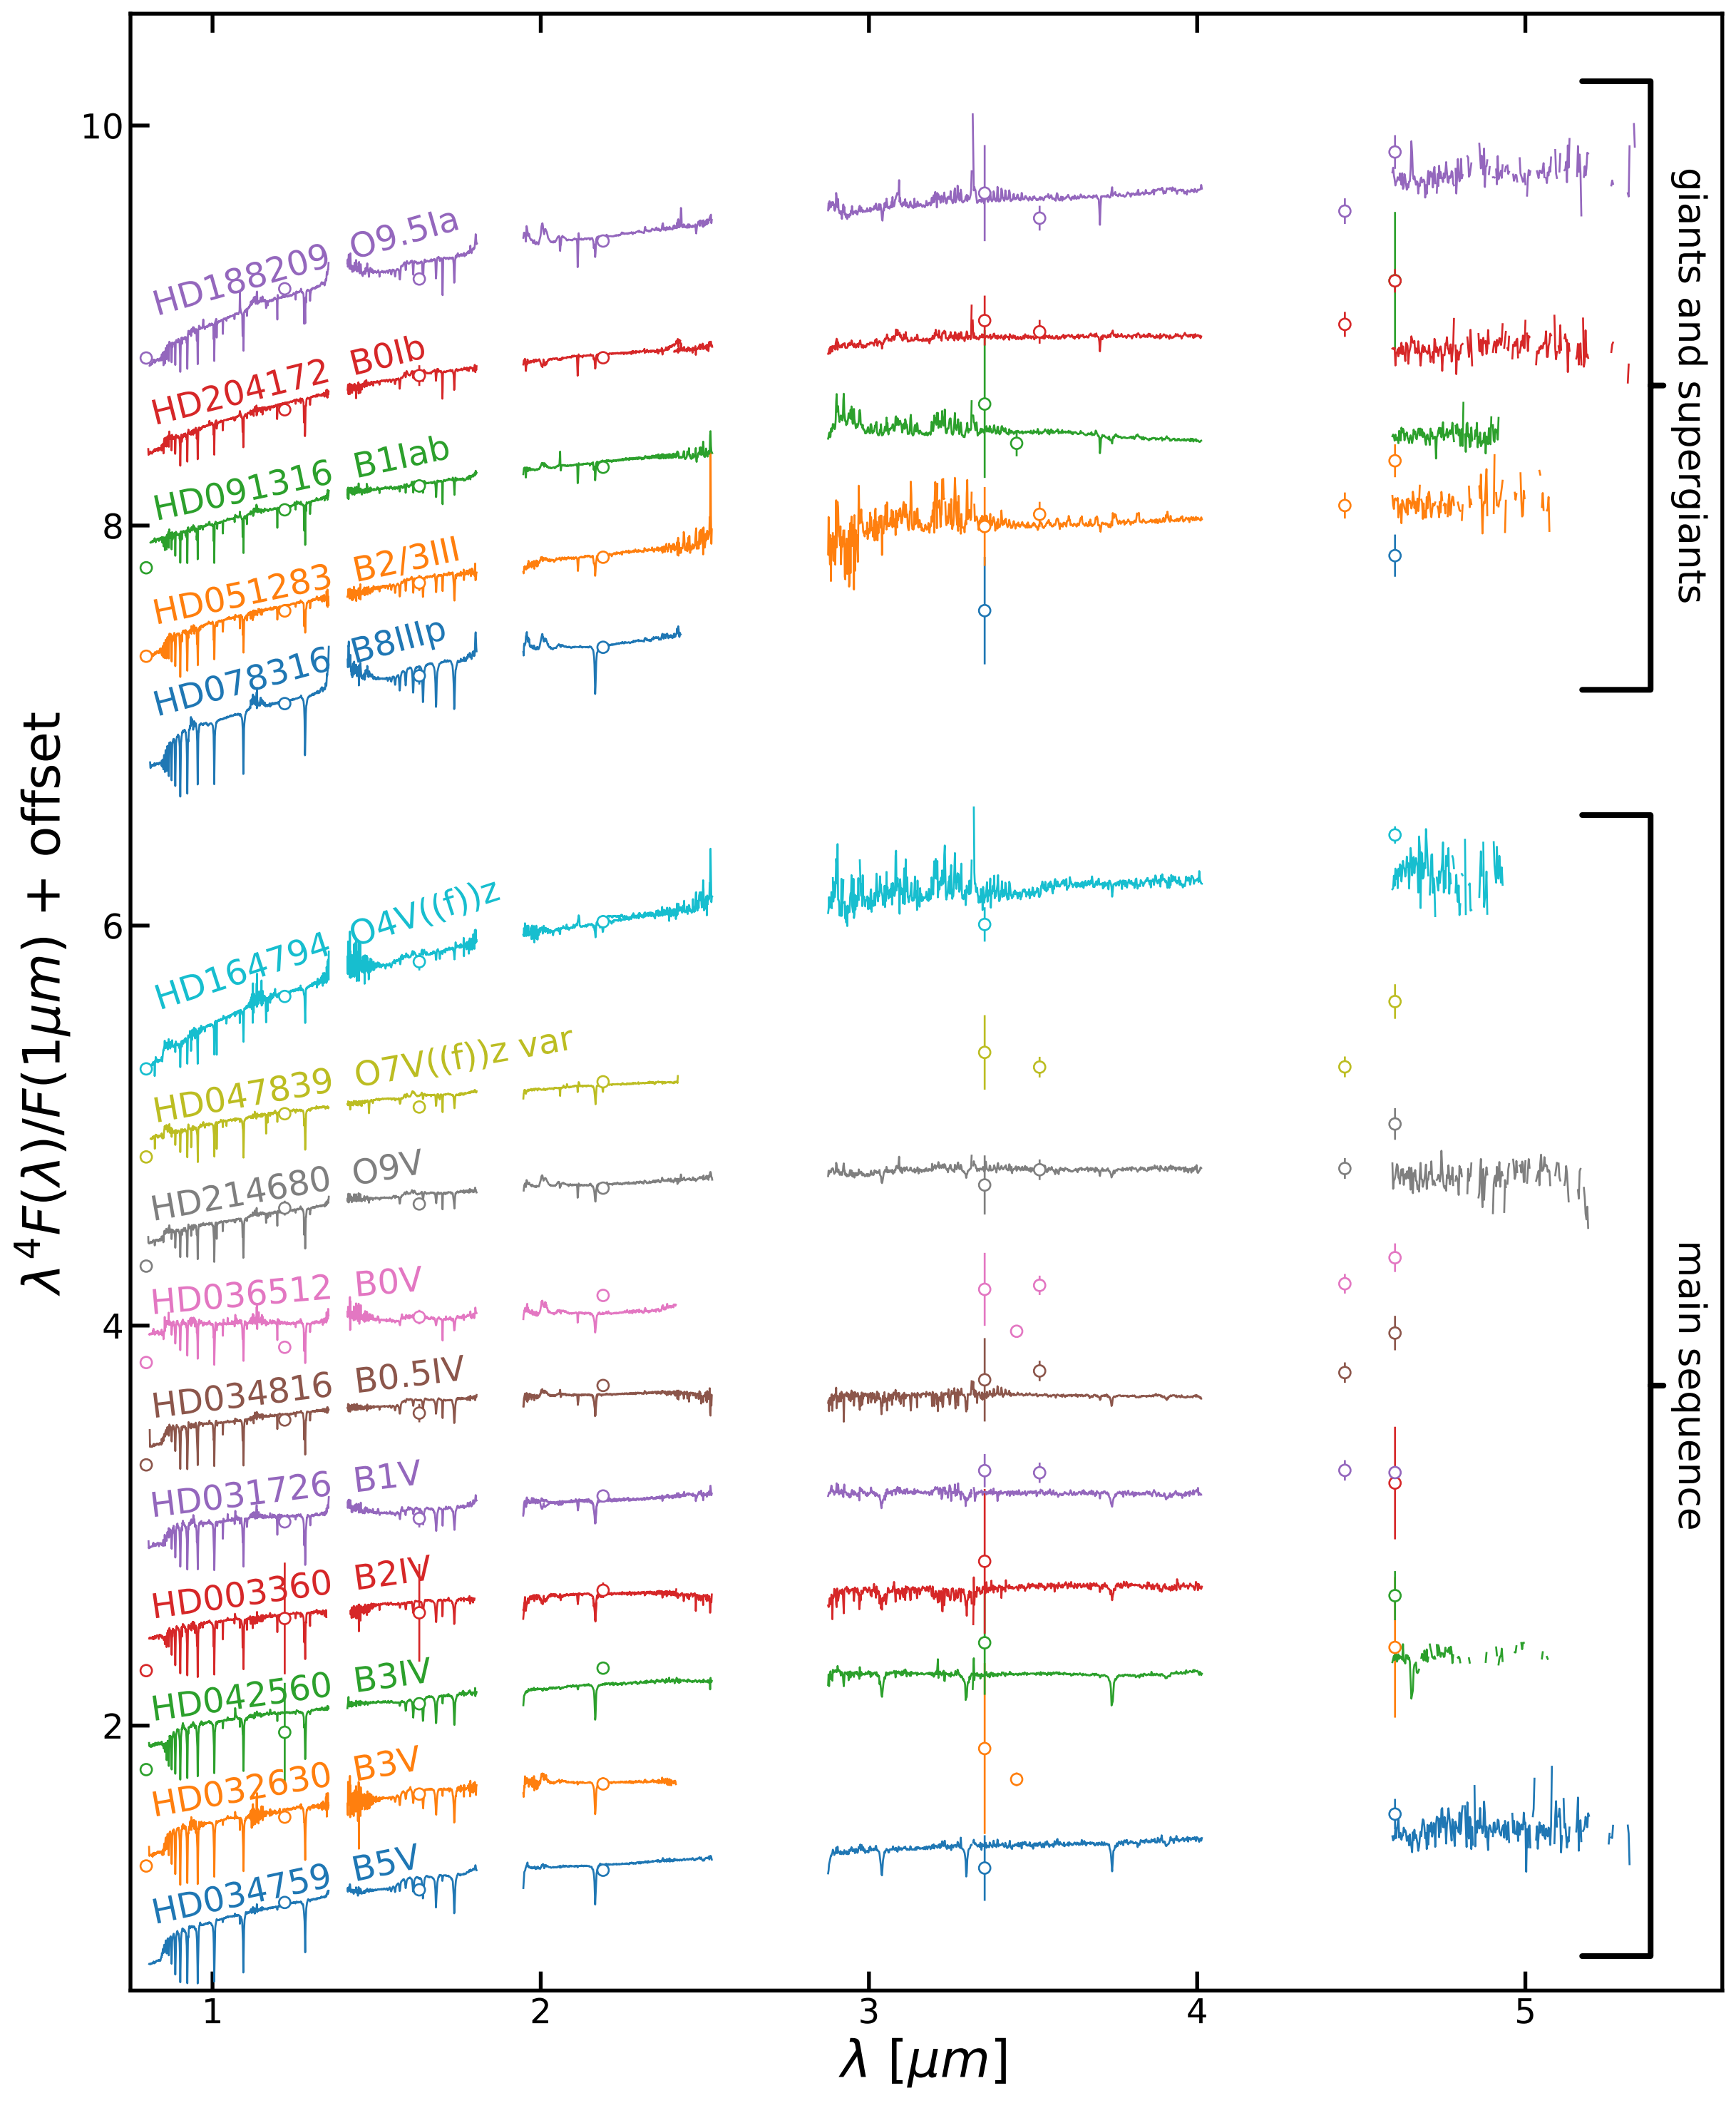 10
8
6
4
2
λ⁴F(λ)/F(1μm) + offset
HD188209 O9.5Ia
HD204172 B0Ib
HD091316 B1Iab
HD051283 B2/3III
HD078316 B8IIIp
HD164794 O4V((f))z
HD047839 O7V((f))z var
HD214680 O9V
HD036512 B0V
HD034816 B0.5IV
HD031726 B1V
HD003360 B2IV
HD042560 B3IV
HD032630 B3V
HD034759 B5V
giants and supergiants
main sequence
1 2 3 4 5
λ [μm]